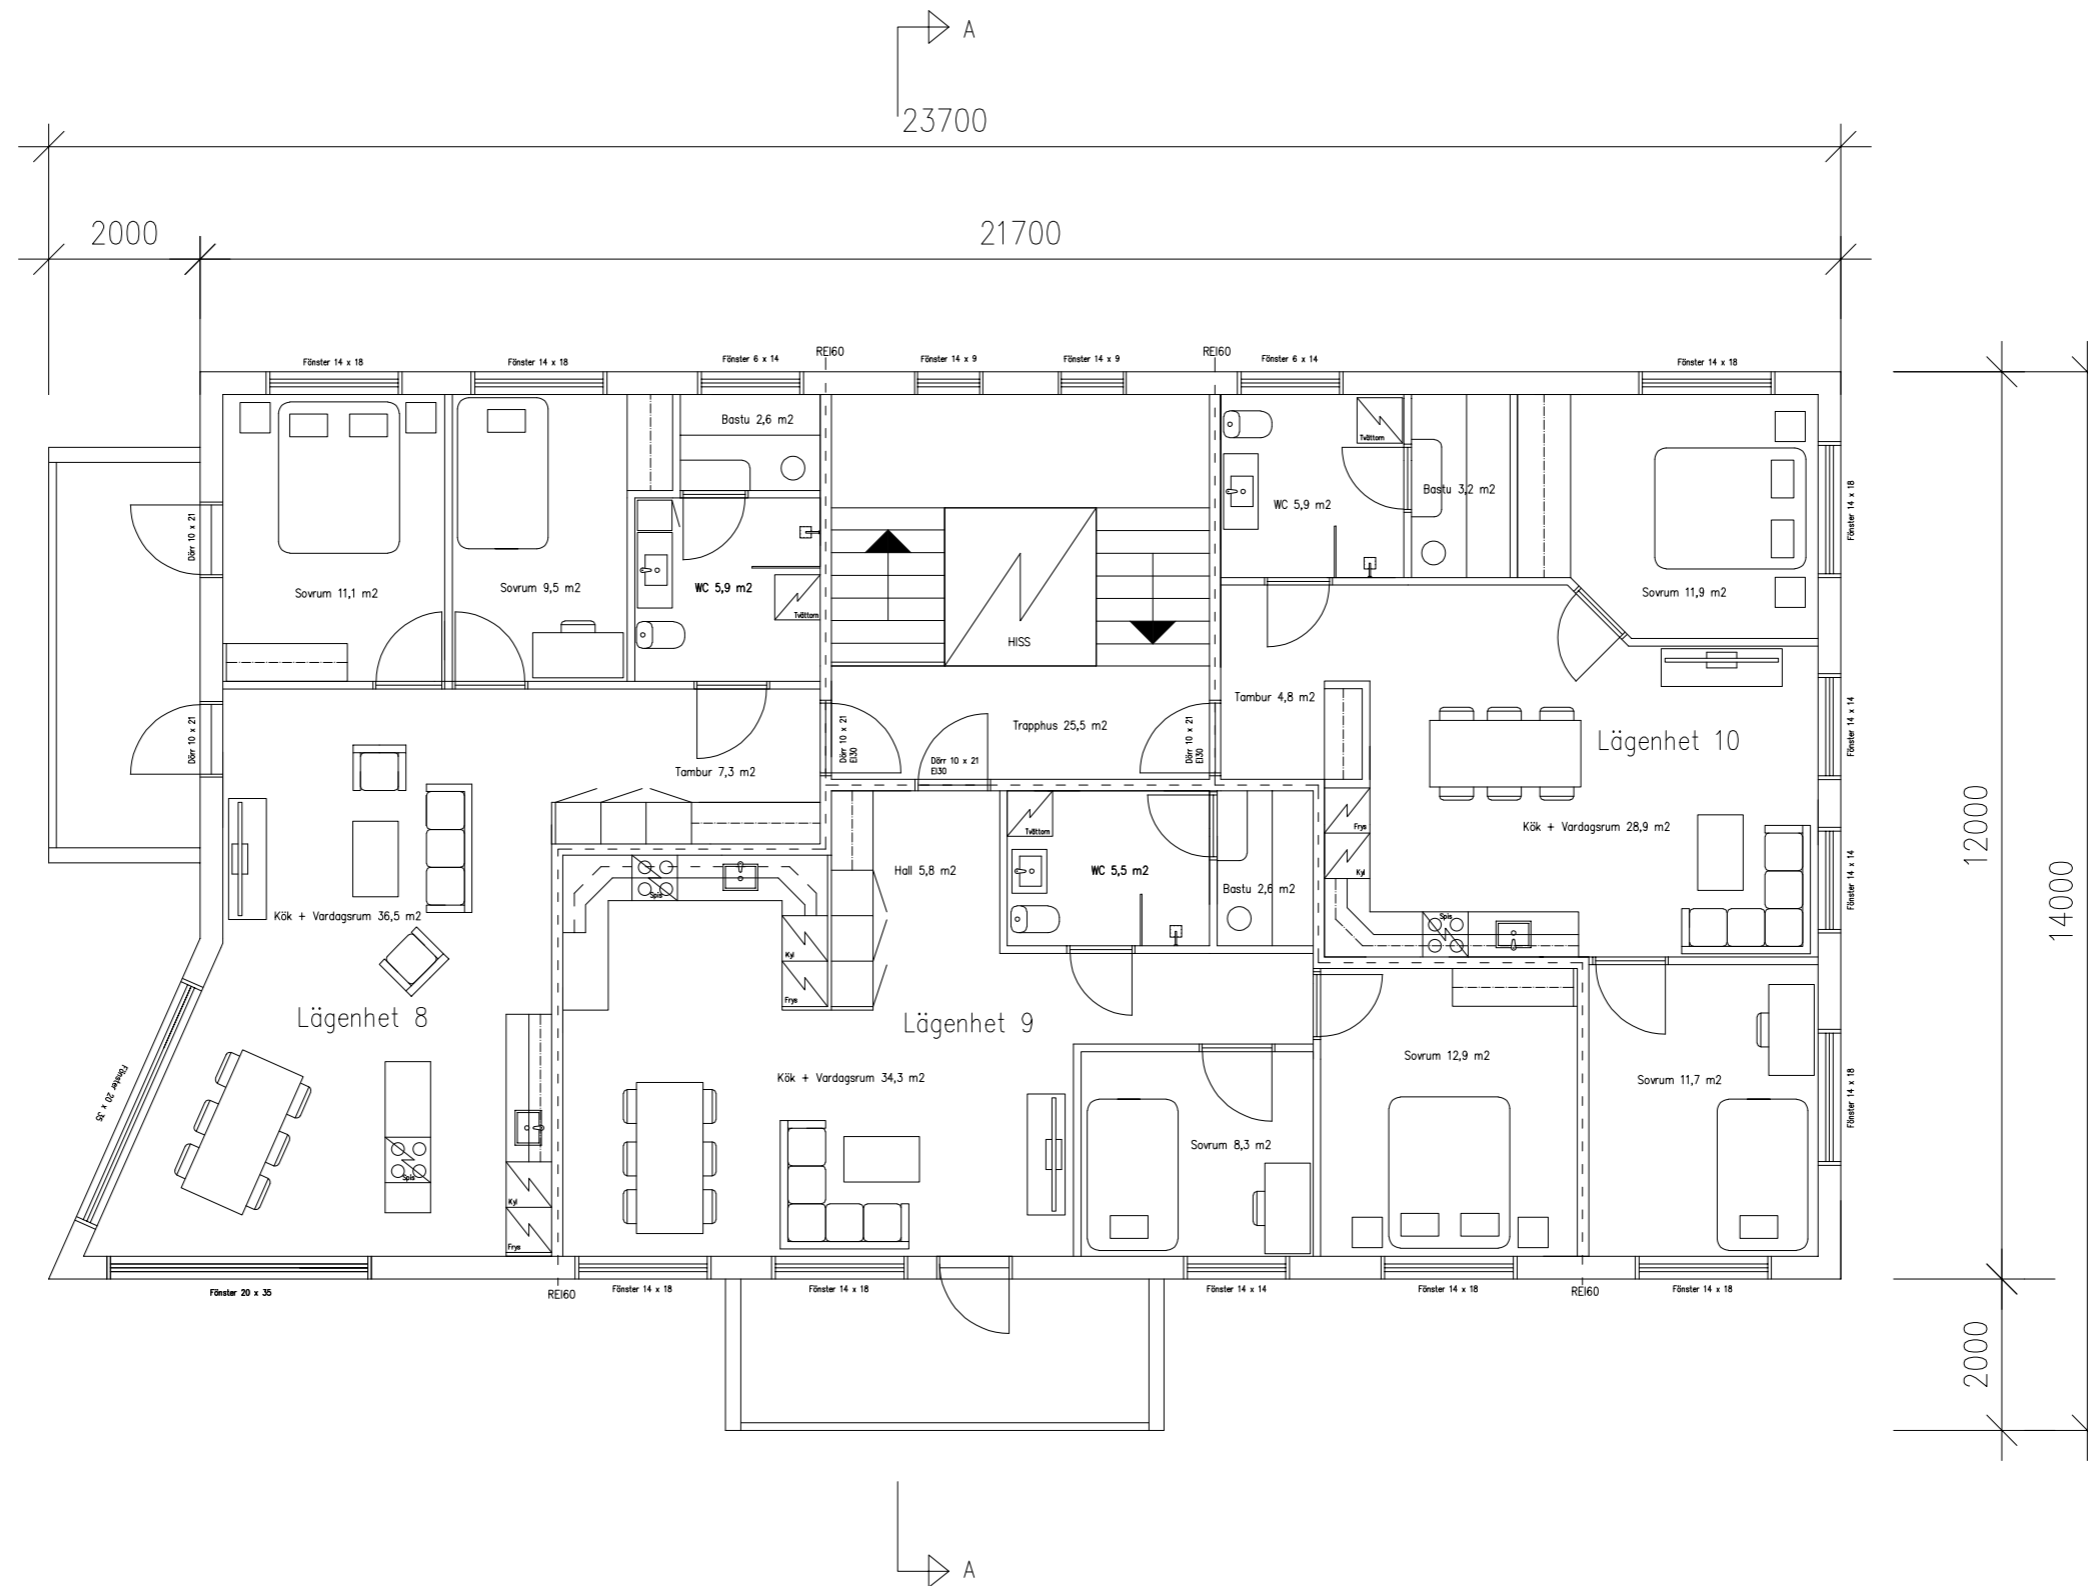 A
23700
2000
21700
REI60
REI60
Fönster 14 x 18
Fönster 14 x 18
Fönster 6 x 14
Fönster 14 x 9
Fönster 14 x 9
Fönster 6 x 14
Fönster 14 x 18
Bastu 2,6 m2
Tvättom
WC 5,9 m2
Bastu 3,2 m2
Fönster 14 x 18
Dörr 10 x 21
Sovrum 11,1 m2
Sovrum 9,5 m2
WC 5,9 m2
Tvättom
HISS
Sovrum 11,9 m2
Tambur 4,8 m2
Dörr 10 x 21
Dörr 10 x 21
EI30
Trapphus 25,5 m2
Dörr 10 x 21
EI30
Dörr 10 x 21
EI30
Lägenhet 10
Fönster 14 x 14
Tambur 7,3 m2
Frys
Kyl
Kök + Vardagsrum 28,9 m2
Tvättom
12000
14000
Hall 5,8 m2
WC 5,5 m2
Bastu 2,6 m2
Fönster 14 x 14
Spis
Spis
Kök + Vardagsrum 36,5 m2
Kyl
Frys
Lägenhet 8
Lägenhet 9
Sovrum 12,9 m2
Kök + Vardagsrum 34,3 m2
Sovrum 11,7 m2
Fönster 20 x 35
Fönster 14 x 18
Sovrum 8,3 m2
Spis
Kyl
Frys
Fönster 20 x 35
REI60
Fönster 14 x 18
Fönster 14 x 18
Fönster 14 x 14
Fönster 14 x 18
REI60
Fönster 14 x 18
2000
A